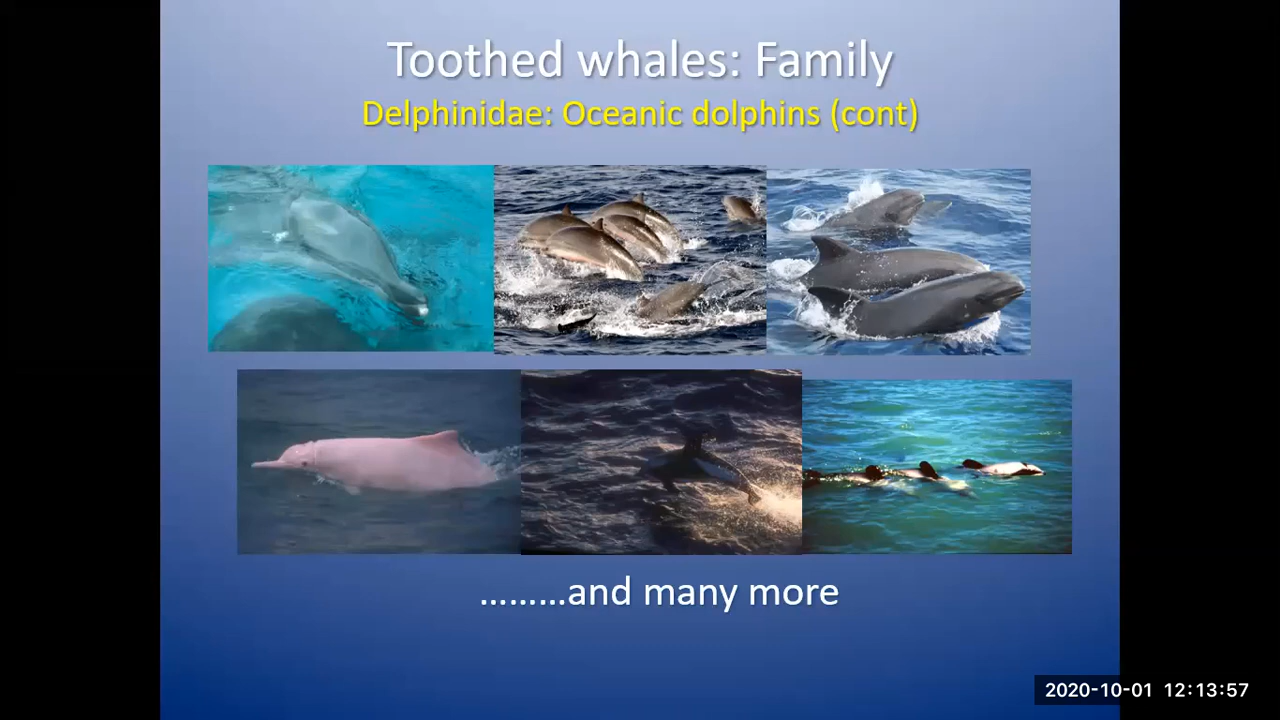 Toothed whales: Family
Delphinidae: Oceanic dolphins (cont)
.........and many more
2020-10-01 12:13:57